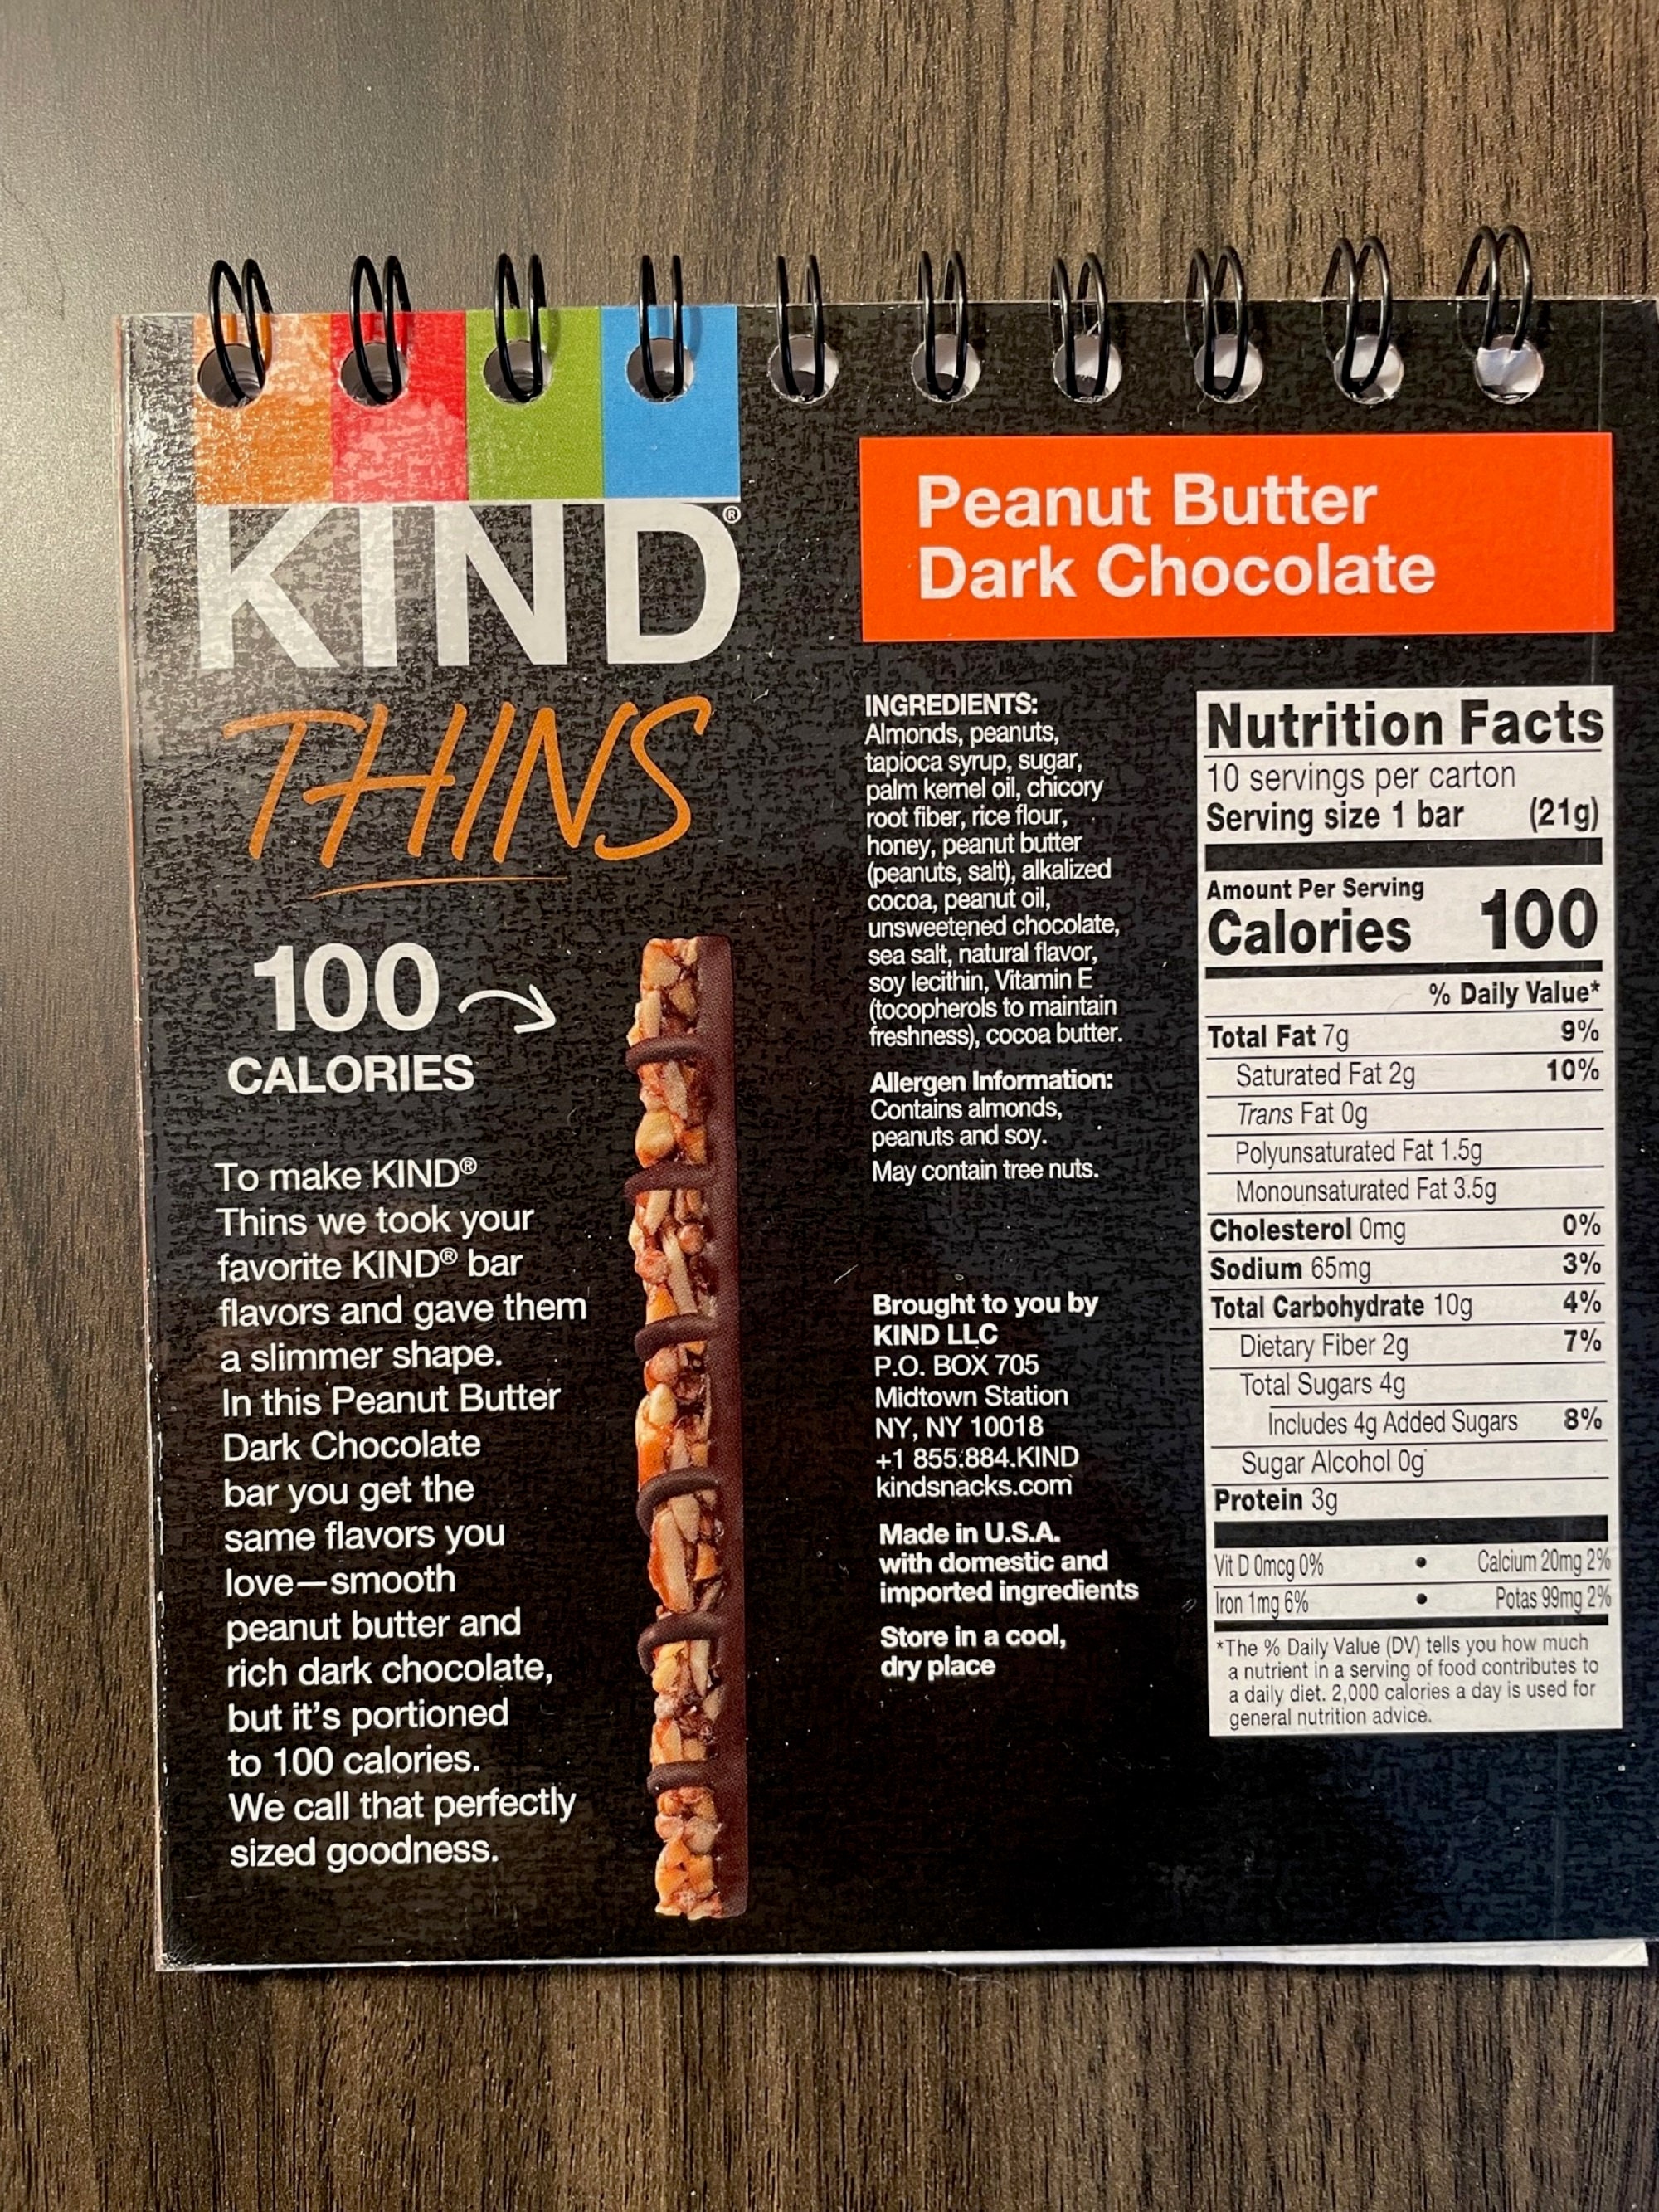 KIND®
THINS
100
CALORIES
To make KIND®
Thins we took your
favorite KIND® bar
flavors and gave them
a slimmer shape.
In this Peanut Butter
Dark Chocolate
bar you get the
same flavors you
love—smooth
peanut butter and
rich dark chocolate,
but it's portioned
to 100 calories.
We call that perfectly
sized goodness.
Peanut Butter
Dark Chocolate
INGREDIENTS:
Almonds, peanuts,
tapioca syrup, sugar,
palm kernel oil, chicory
root fiber, rice flour,
honey, peanut butter
(peanuts, salt), alkalized
cocoa, peanut oil,
unsweetened chocolate,
sea salt, natural flavor,
soy lecithin, Vitamin E
(tocopherols to maintain
freshness), cocoa butter.
Allergen Information:
Contains almonds,
peanuts and soy.
May contain tree nuts.
Brought to you by
KIND LLC
P.O. BOX 705
Midtown Station
NY, NY 10018
+1 855.884.KIND
kindsnacks.com
Made in U.S.A.
with domestic and
imported ingredients
Store in a cool,
dry place
Nutrition Facts
10 servings per carton
Serving size 1 bar (21g)
Amount Per Serving
Calories 100
% Daily Value*
Total Fat 7g 9%
Saturated Fat 2g 10%
Trans Fat 0g
Polyunsaturated Fat 1.5g
Monounsaturated Fat 3.5g
Cholesterol 0mg 0%
Sodium 65mg 3%
Total Carbohydrate 10g 4%
Dietary Fiber 2g 7%
Total Sugars 4g
Includes 4g Added Sugars 8%
Sugar Alcohol 0g
Protein 3g
Vit D 0mcg 0% • Calcium 20mg 2%
Iron 1mg 6% • Potas 99mg 2%
*The % Daily Value (DV) tells you how much
a nutrient in a serving of food contributes to
a daily diet. 2,000 calories a day is used for
general nutrition advice.